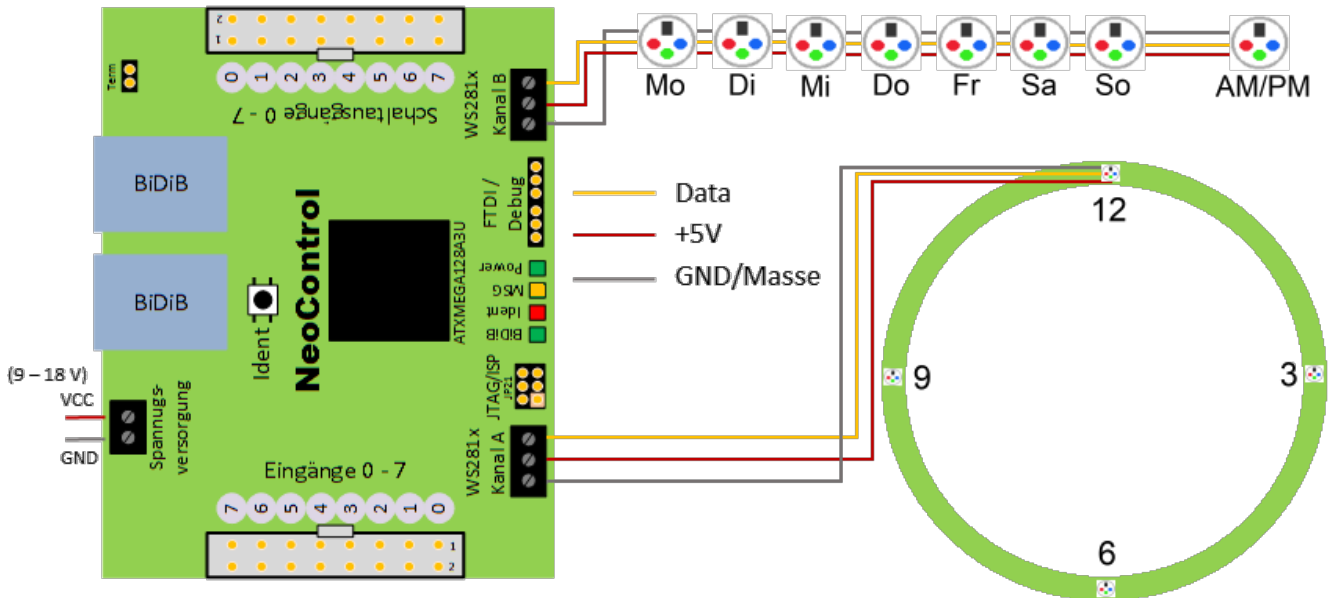 2
1
Term
0 1 2 3 4 5 6 7
Schaltausgänge 0 - 7
WS281x
Kanal B
Mo Di Mi Do Fr Sa So AM/PM
BiDiB
BiDiB
FTDI /
Debug
Data
+5V
GND/Masse
Power
MSG
Ident
BiDiB
Ident
NeoControl
ATXMEGA128A3U
JTAG/ISP
JP21
(9 – 18 V)
VCC
GND
Spannugs-
versorgung
WS281x
Kanal A
Eingänge 0 - 7
7 6 5 4 3 2 1 0
1
2
12
9
3
6